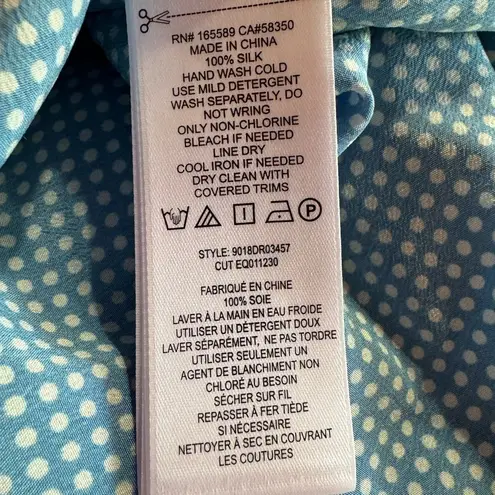 RN# 165589 CA#58350
MADE IN CHINA
100% SILK
HAND WASH COLD
USE MILD DETERGENT
WASH SEPARATELY, DO
NOT WRING
ONLY NON-CHLORINE
BLEACH IF NEEDED
LINE DRY
COOL IRON IF NEEDED
DRY CLEAN WITH
COVERED TRIMS
P
STYLE: 9018DR03457
CUT EQ011230
FABRIQUÉ EN CHINE
100% SOIE
LAVER À LA MAIN EN EAU FROIDE
UTILISER UN DÉTERGENT DOUX
LAVER SÉPARÉMENT, NE PAS TORDRE
UTILISER SEULEMENT UN
AGENT DE BLANCHIMENT NON
CHLORÉ AU BESOIN
SÉCHER SUR FIL
REPASSER À FER TIÈDE
SI NÉCESSAIRE
NETTOYER À SEC EN COUVRANT
LES COUTURES